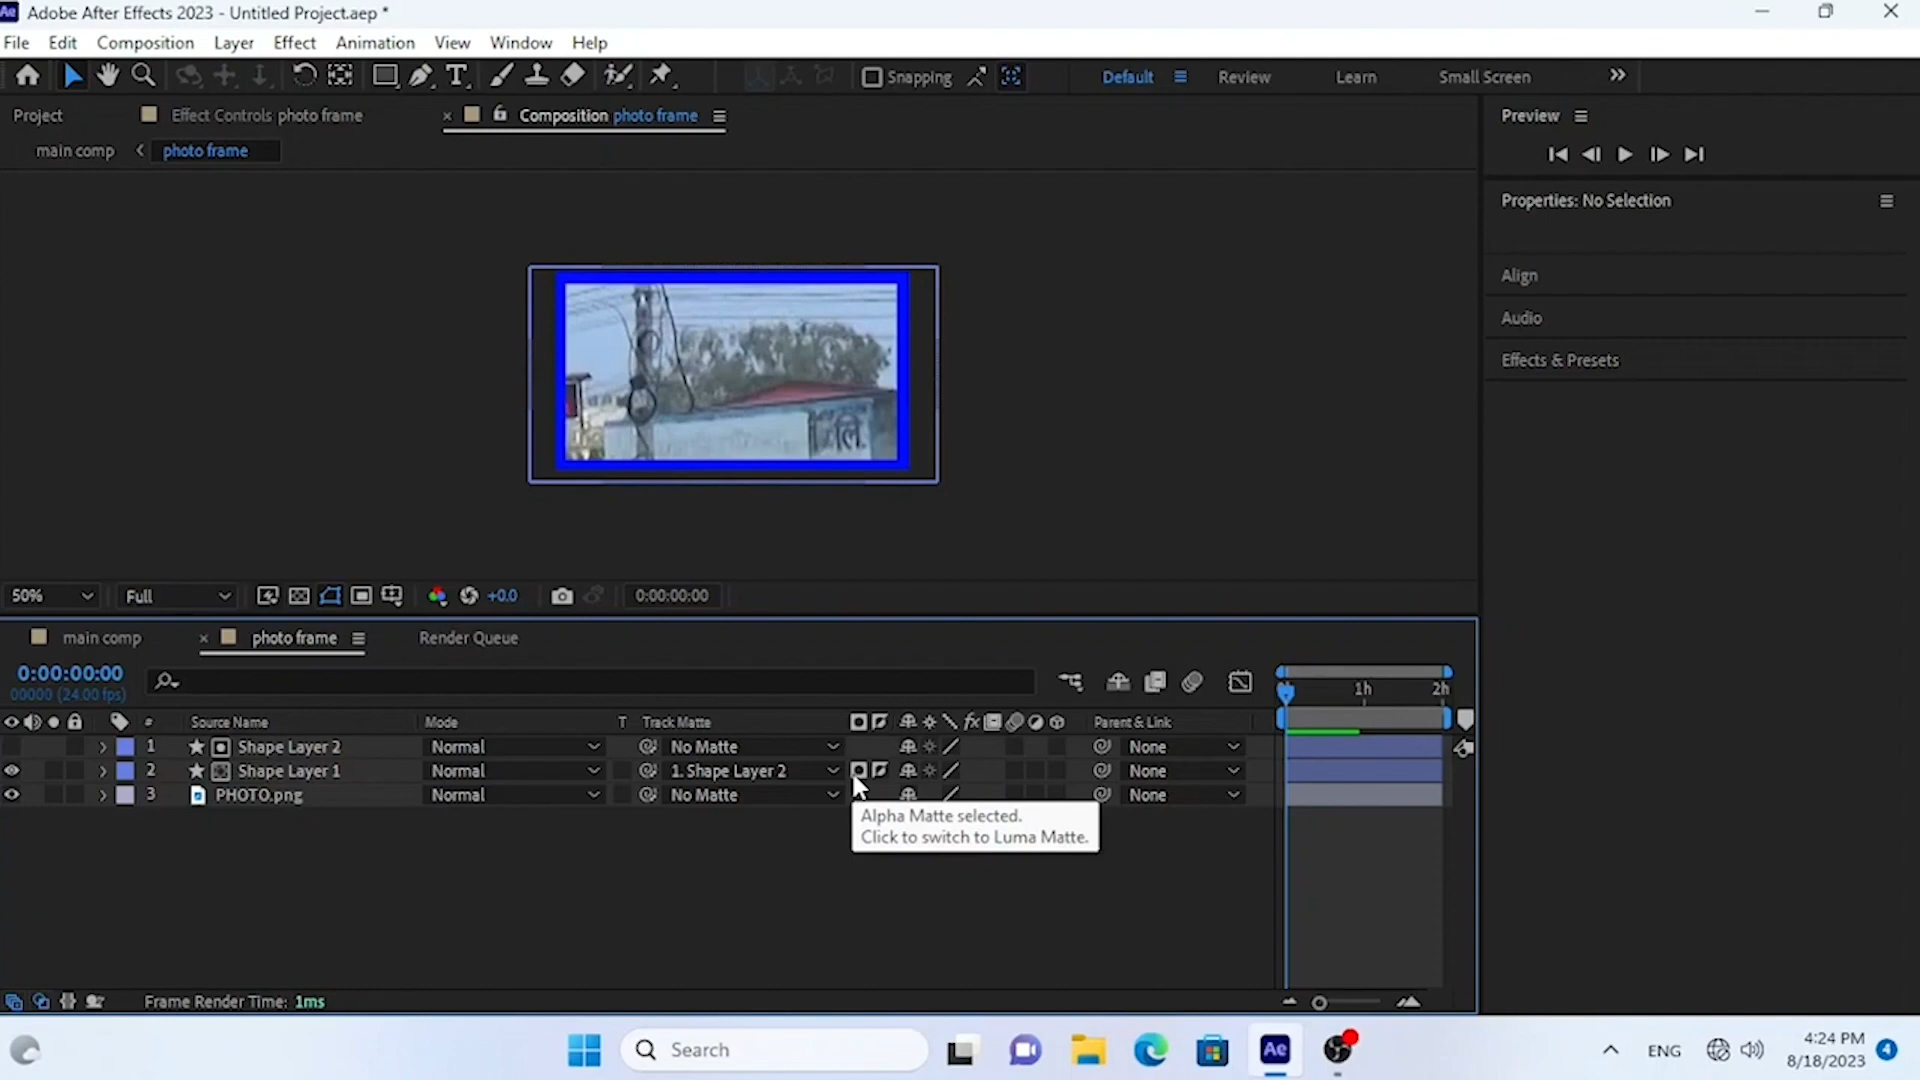 Ae Adobe After Effects 2023 - Untitled Project.aep *
File Edit Composition Layer Effect Animation View Window Help
Snapping Default Review Learn Small Screen
Project Effect Controls photo frame × Composition photo frame Preview
main comp photo frame
Properties: No Selection
Align
Audio
Effects & Presets
50% Full +0.0 0:00:00:00
main comp × photo frame Render Queue
0:00:00:00
00000 (24.00 fps)
1h 2h
# Source Name Mode T Track Matte fx Parent & Link
1 Shape Layer 2 Normal No Matte None
2 Shape Layer 1 Normal 1. Shape Layer 2 None
3 PHOTO.png Normal No Matte None
Alpha Matte selected.
Click to switch to Luma Matte.
Frame Render Time: 1ms
Search Ae ENG 4:24 PM
8/18/2023 4